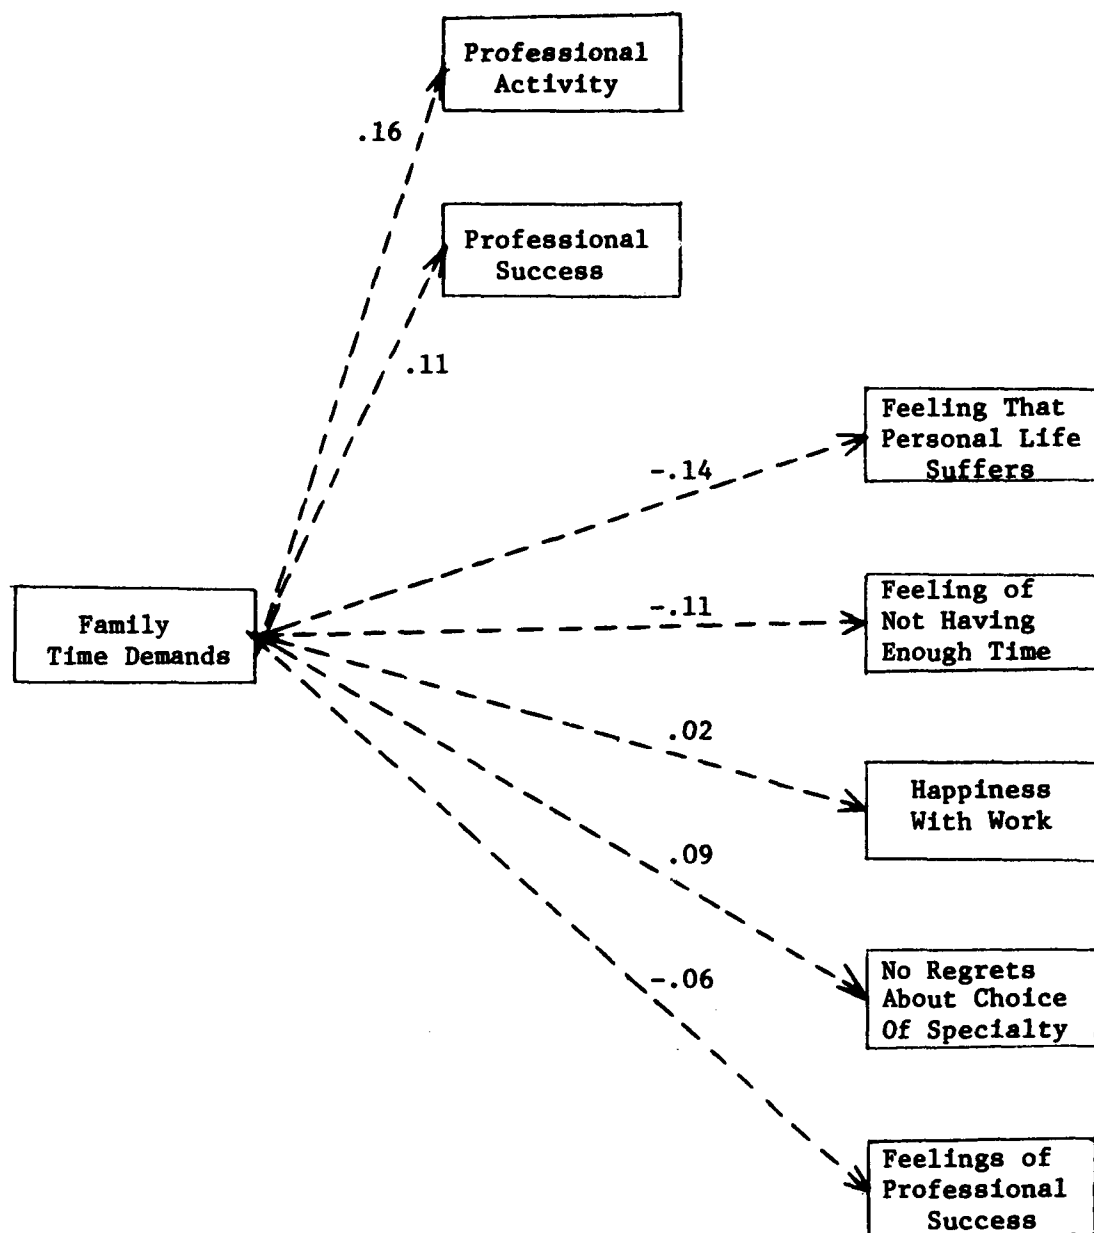 Professional
Activity
.16
Professional
Success
.11
Feeling That
Personal Life
Suffers
-.14
Feeling of
Not Having
Enough Time
-.11
Family
Time Demands
.02
Happiness
With Work
.09
No Regrets
About Choice
Of Specialty
-.06
Feelings of
Professional
Success